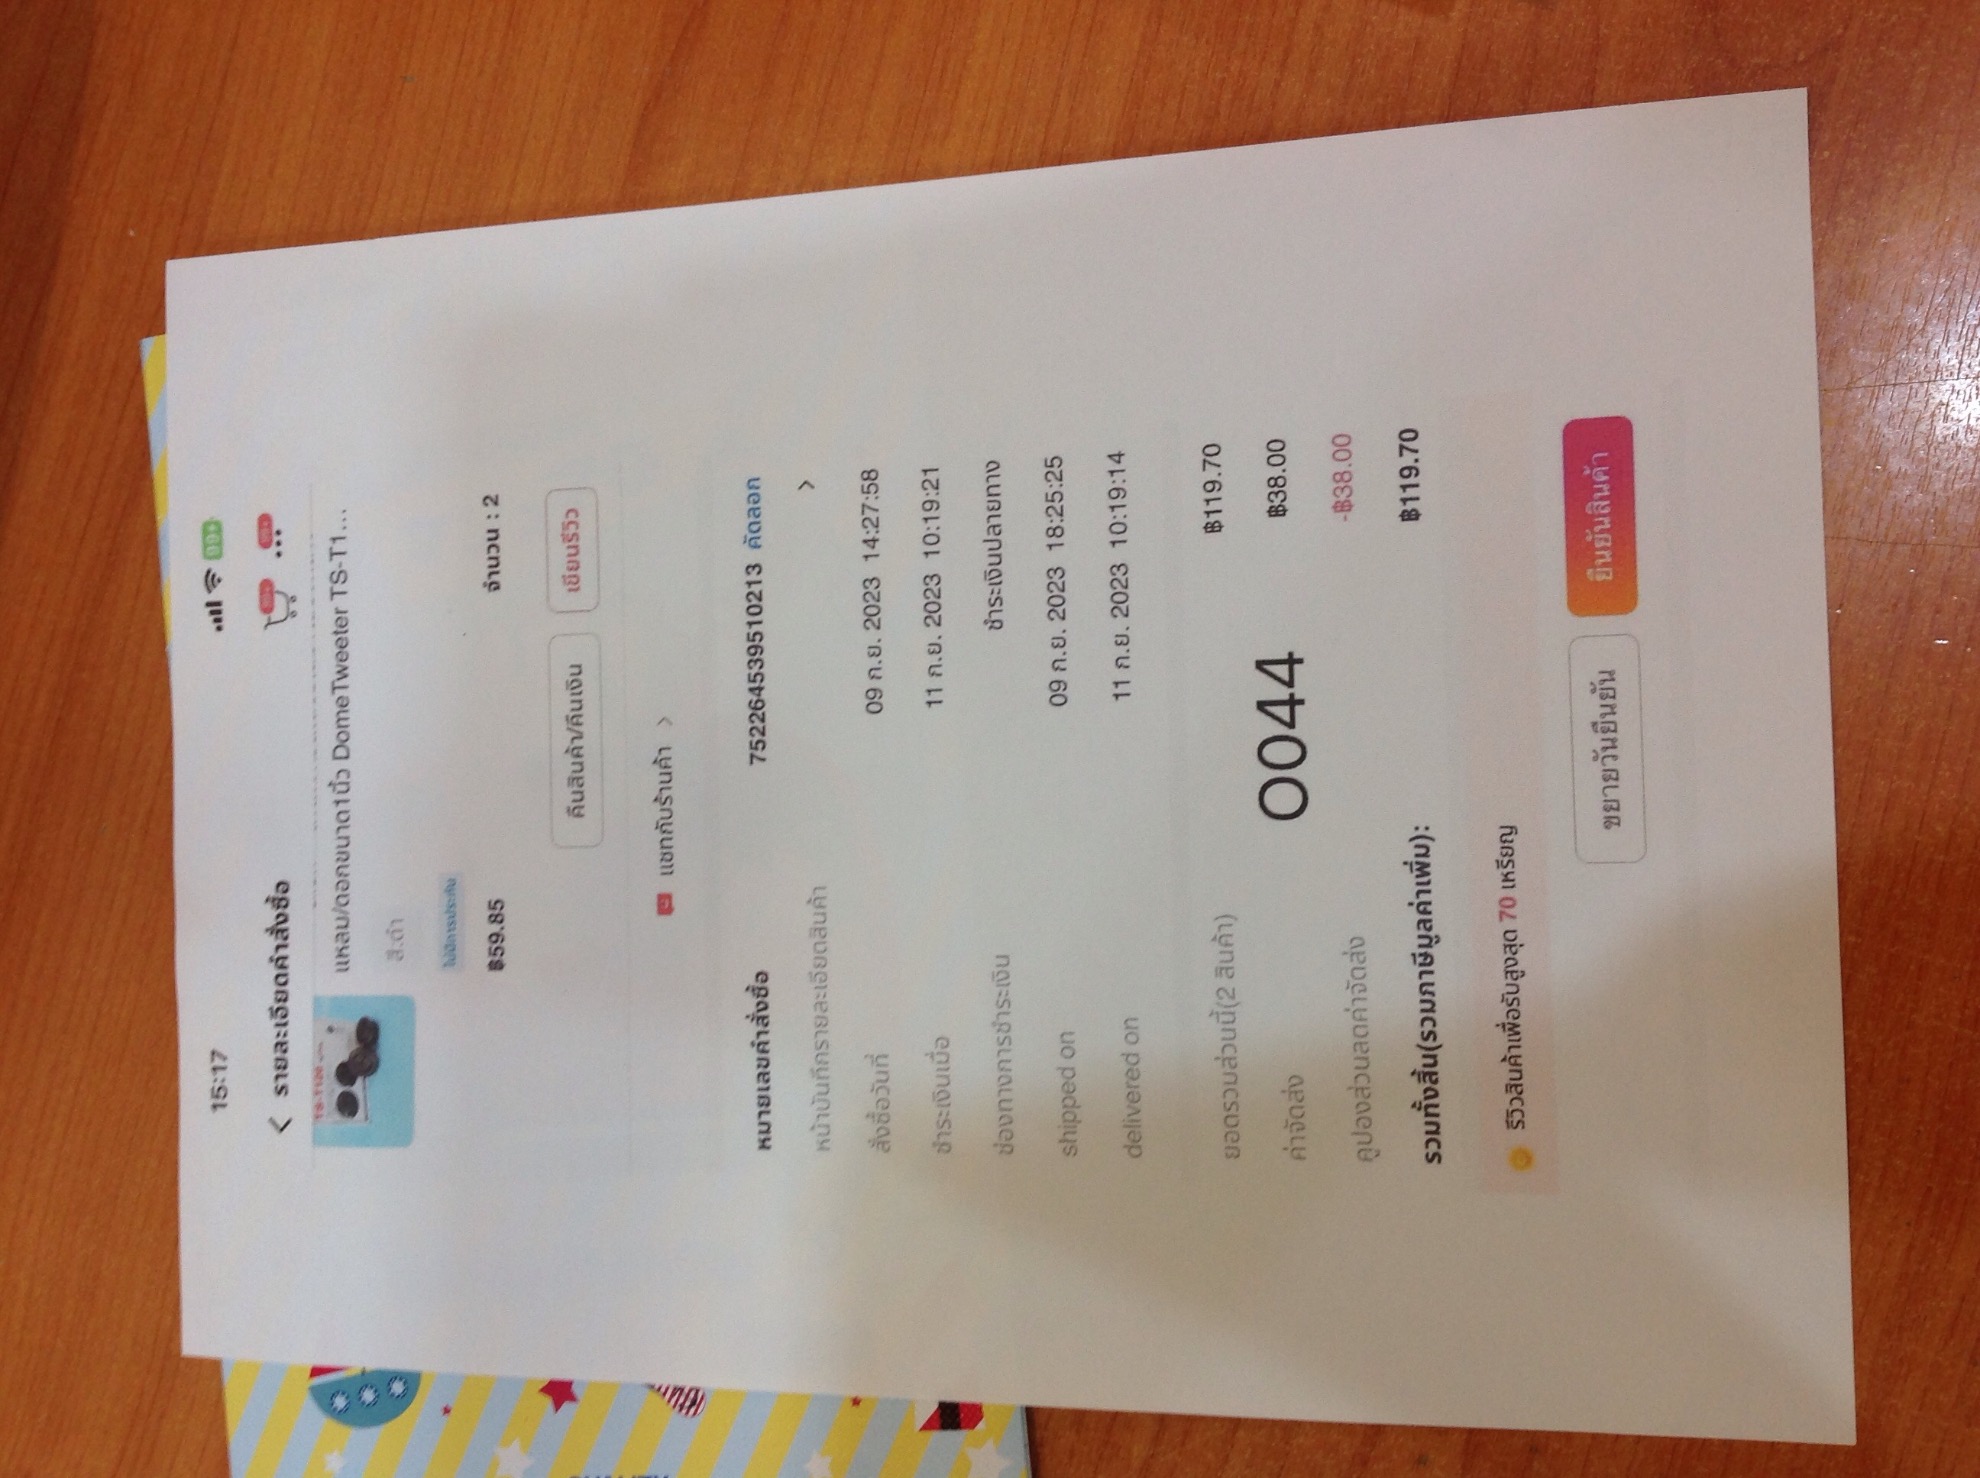 15:17 99+
รายละเอียดคำสั่งซื้อ
แหลม/ดอกขนาด1นิ้ว DomeTweeter TS-T1...
สี:ดำ
ไม่มีการประกัน
฿59.85 จำนวน : 2
คืนสินค้า/คืนเงิน เขียนรีวิว
แชทกับร้านค้า >
หมายเลขคำสั่งซื้อ 752264539510213 คัดลอก
หน้าบันทึกรายละเอียดสินค้า >
สั่งซื้อวันที่ 09 ก.ย. 2023 14:27:58
ชำระเงินเมื่อ 11 ก.ย. 2023 10:19:21
ช่องทางการชำระเงิน ชำระเงินปลายทาง
shipped on 09 ก.ย. 2023 18:25:25
delivered on 11 ก.ย. 2023 10:19:14
ยอดรวมส่วนนี้(2 สินค้า) ฿119.70
ค่าจัดส่ง ฿38.00
0044
คูปองส่วนลดค่าจัดส่ง -฿38.00
รวมทั้งสิ้น(รวมภาษีมูลค่าเพิ่ม): ฿119.70
รีวิวสินค้าเพื่อรับสูงสุด 70 เหรียญ
ขยายวันยืนยัน ยืนยันสินค้า